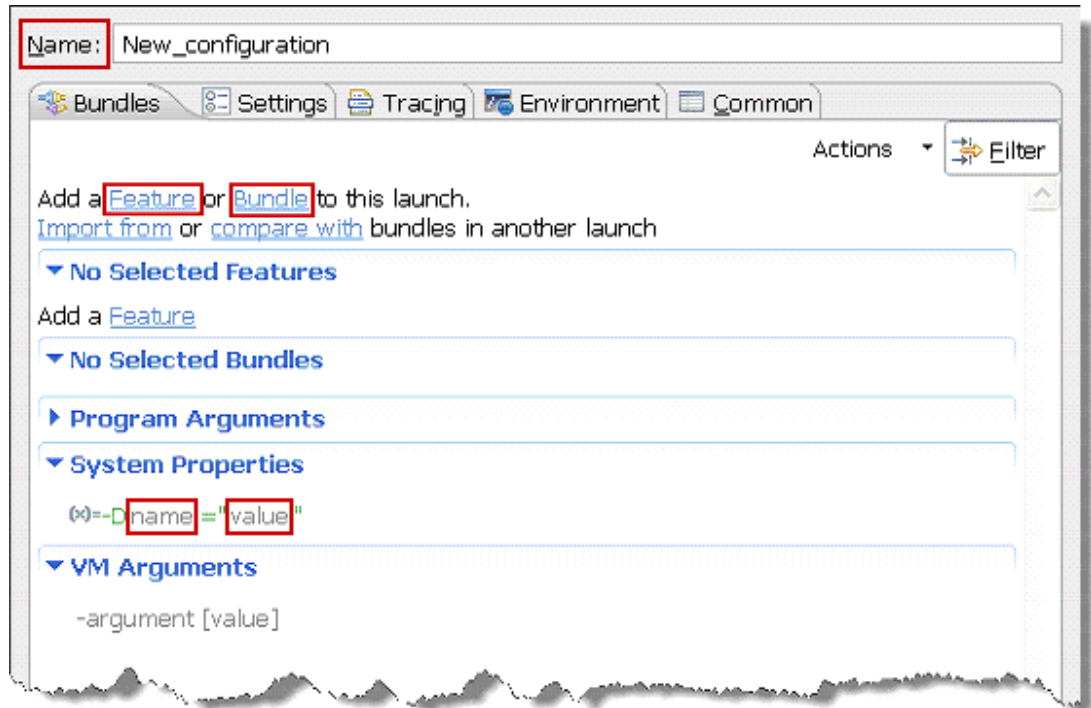 Name: New_configuration
Bundles Settings Tracing Environment Common
Actions Filter
Add a Feature or Bundle to this launch.
Import from or compare with bundles in another launch
No Selected Features
Add a Feature
No Selected Bundles
Program Arguments
System Properties
(x)=-Dname="value"
VM Arguments
-argument [value]